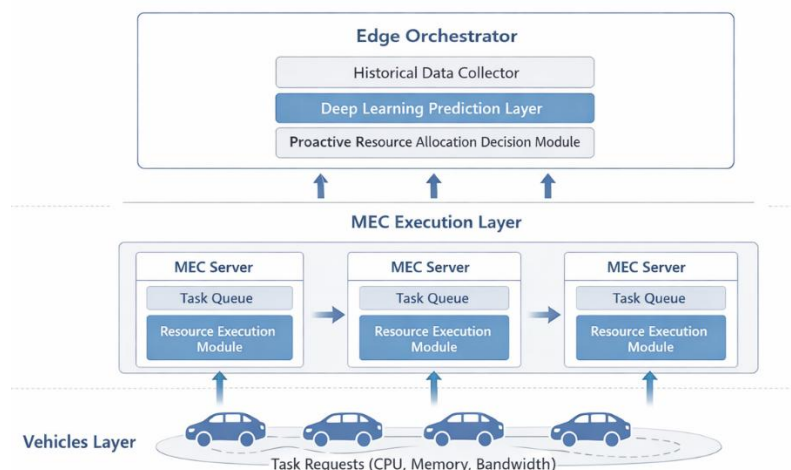 Edge Orchestrator
Historical Data Collector
Deep Learning Prediction Layer
Proactive Resource Allocation Decision Module
MEC Execution Layer
MEC Server
Task Queue
Resource Execution
Module
MEC Server
Task Queue
Resource Execution
Module
MEC Server
Task Queue
Resource Execution
Module
Vehicles Layer
Task Requests (CPU, Memory, Bandwidth)